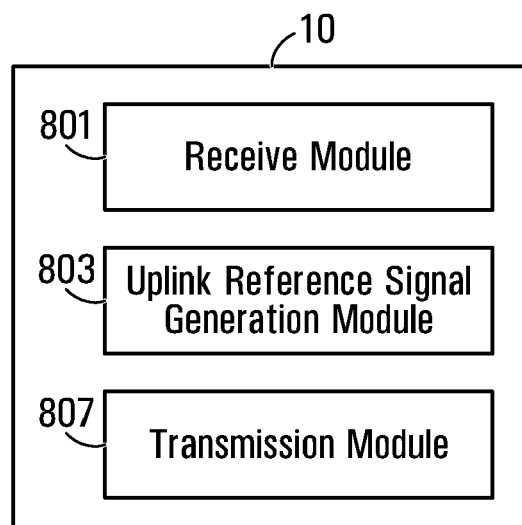 10
801
Receive Module
803
Uplink Reference Signal
Generation Module
807
Transmission Module